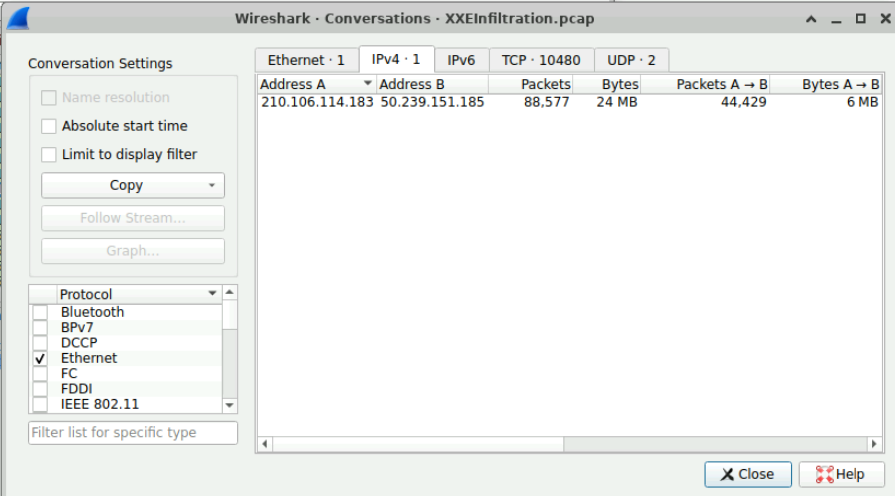 Wireshark · Conversations · XXEInfiltration.pcap
Conversation Settings
Name resolution
Absolute start time
Limit to display filter
Copy
Follow Stream...
Graph...
Protocol
Bluetooth
BPv7
DCCP
Ethernet
FC
FDDI
IEEE 802.11
Filter list for specific type
Ethernet · 1 IPv4 · 1 IPv6 TCP · 10480 UDP · 2
Address A Address B Packets Bytes Packets A → B Bytes A → B
210.106.114.183 50.239.151.185 88,577 24 MB 44,429 6 MB
Close Help